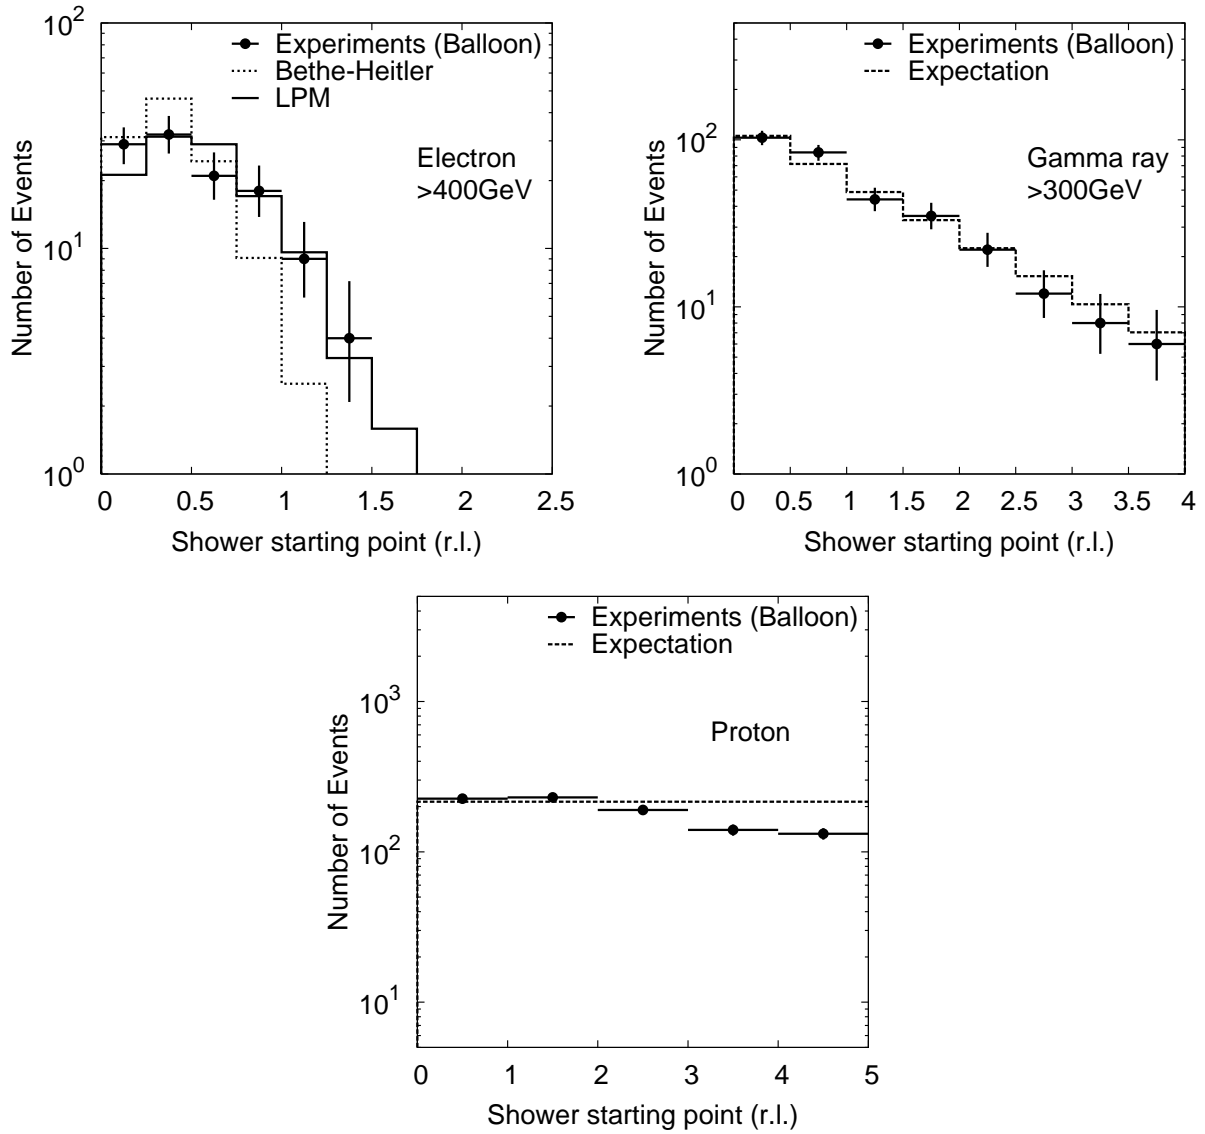 Experiments (Balloon)
Bethe-Heitler
LPM
Electron
>400GeV
10^2
10^1
10^0
Number of Events
0 0.5 1 1.5 2 2.5
Shower starting point (r.l.)
Experiments (Balloon)
Expectation
Gamma ray
>300GeV
10^2
10^1
10^0
Number of Events
0 0.5 1 1.5 2 2.5 3 3.5 4
Shower starting point (r.l.)
Experiments (Balloon)
Expectation
Proton
10^3
10^2
10^1
Number of Events
0 1 2 3 4 5
Shower starting point (r.l.)